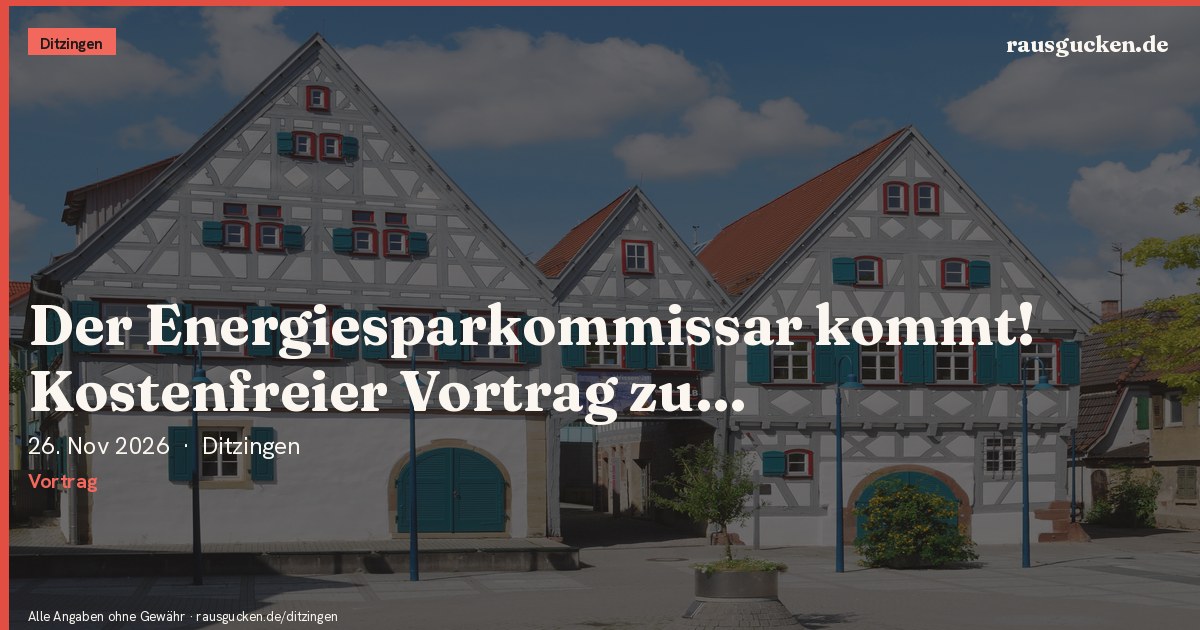 Ditzingen
rausgucken.de
Der Energiesparkommissar kommt!
Kostenfreier Vortrag zu...
26. Nov 2026 · Ditzingen
Vortrag
Alle Angaben ohne Gewähr · rausgucken.de/ditzingen